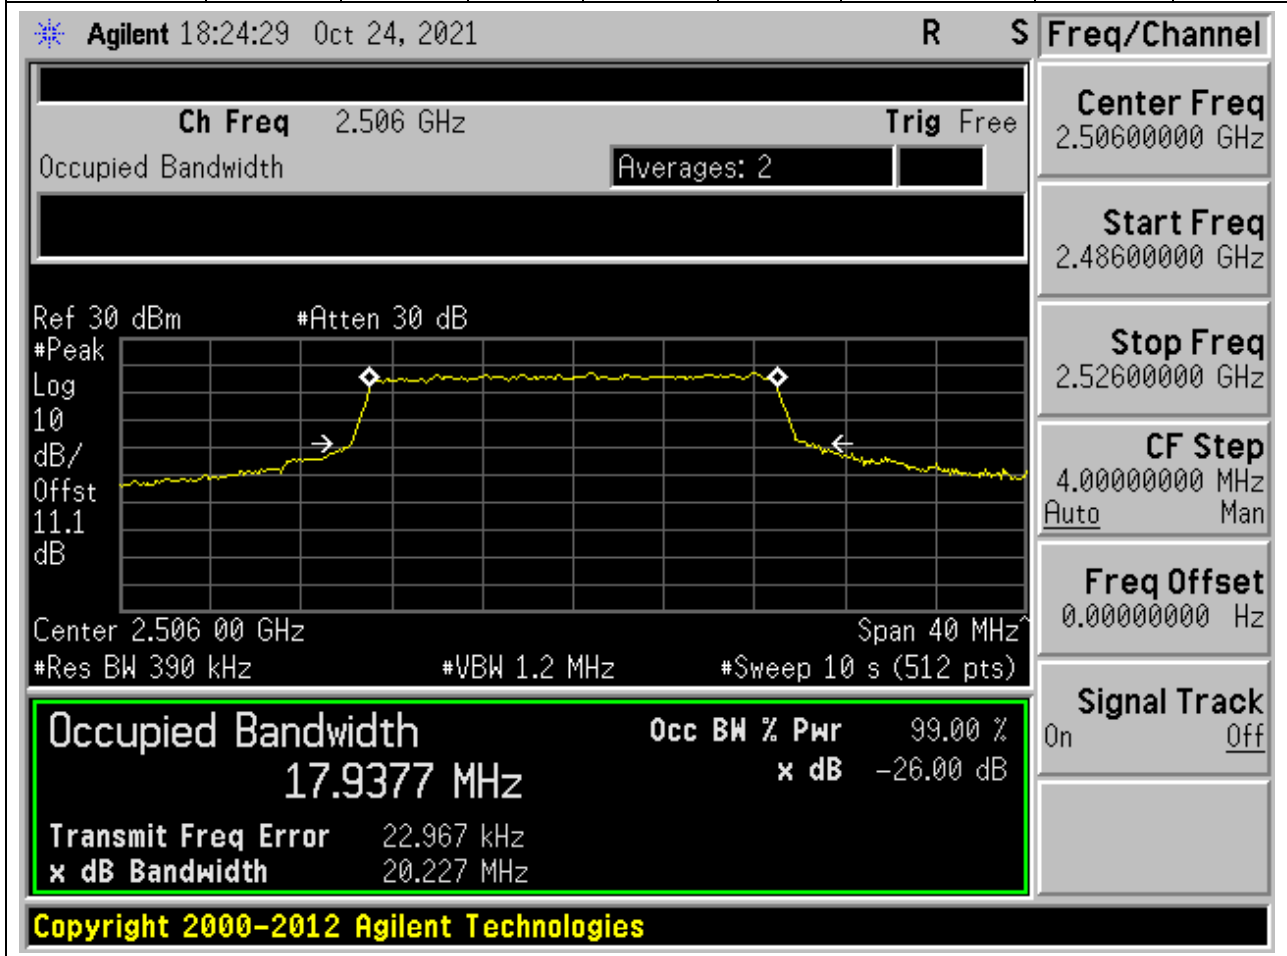 Agilent 18:24:29 Oct 24, 2021 R S
Freq/Channel
Ch Freq 2.506 GHz Trig Free
Occupied Bandwidth Averages: 2
Ref 30 dBm #Atten 30 dB
#Peak
Log
10
dB/
Offst
11.1
dB
Center 2.506 00 GHz Span 40 MHz^
#Res BW 390 kHz #VBW 1.2 MHz #Sweep 10 s (512 pts)
Occupied Bandwidth Occ BW % Pwr 99.00 %
17.9377 MHz x dB -26.00 dB
Transmit Freq Error 22.967 kHz
x dB Bandwidth 20.227 MHz
Copyright 2000-2012 Agilent Technologies
Center Freq
2.50600000 GHz
Start Freq
2.48600000 GHz
Stop Freq
2.52600000 GHz
CF Step
4.00000000 MHz
Auto Man
Freq Offset
0.00000000 Hz
Signal Track
On Off